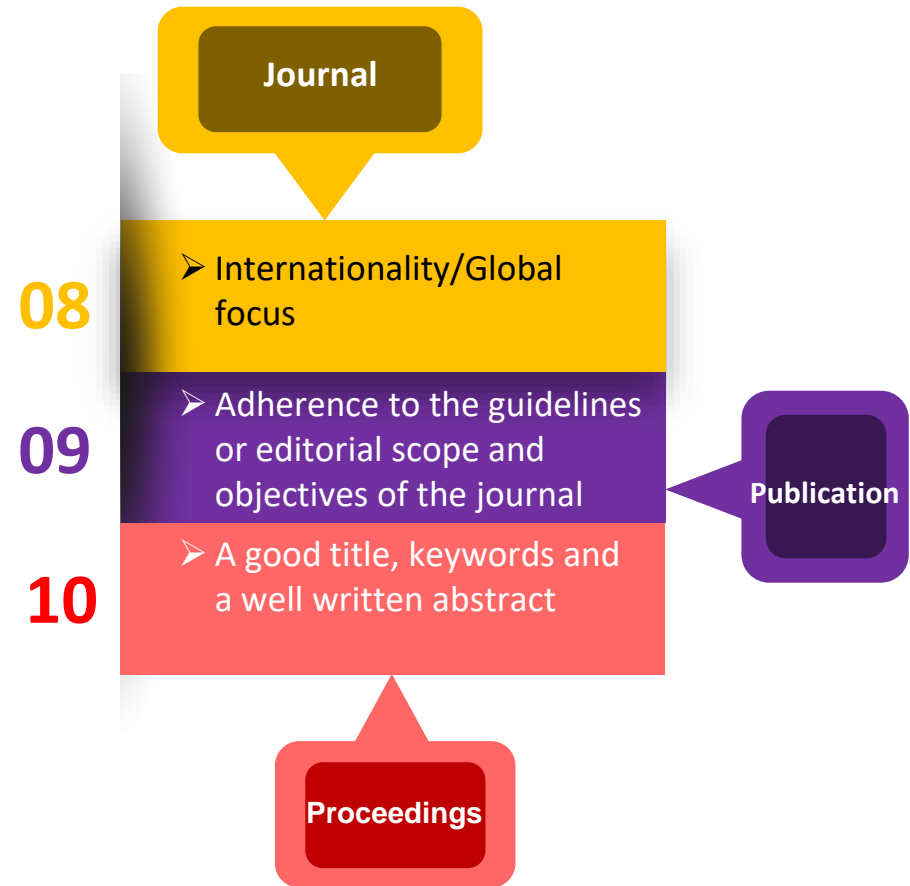 Journal
08
➢ Internationality/Global
focus
09
➢ Adherence to the guidelines
or editorial scope and
objectives of the journal
Publication
10
➢ A good title, keywords and
a well written abstract
Proceedings